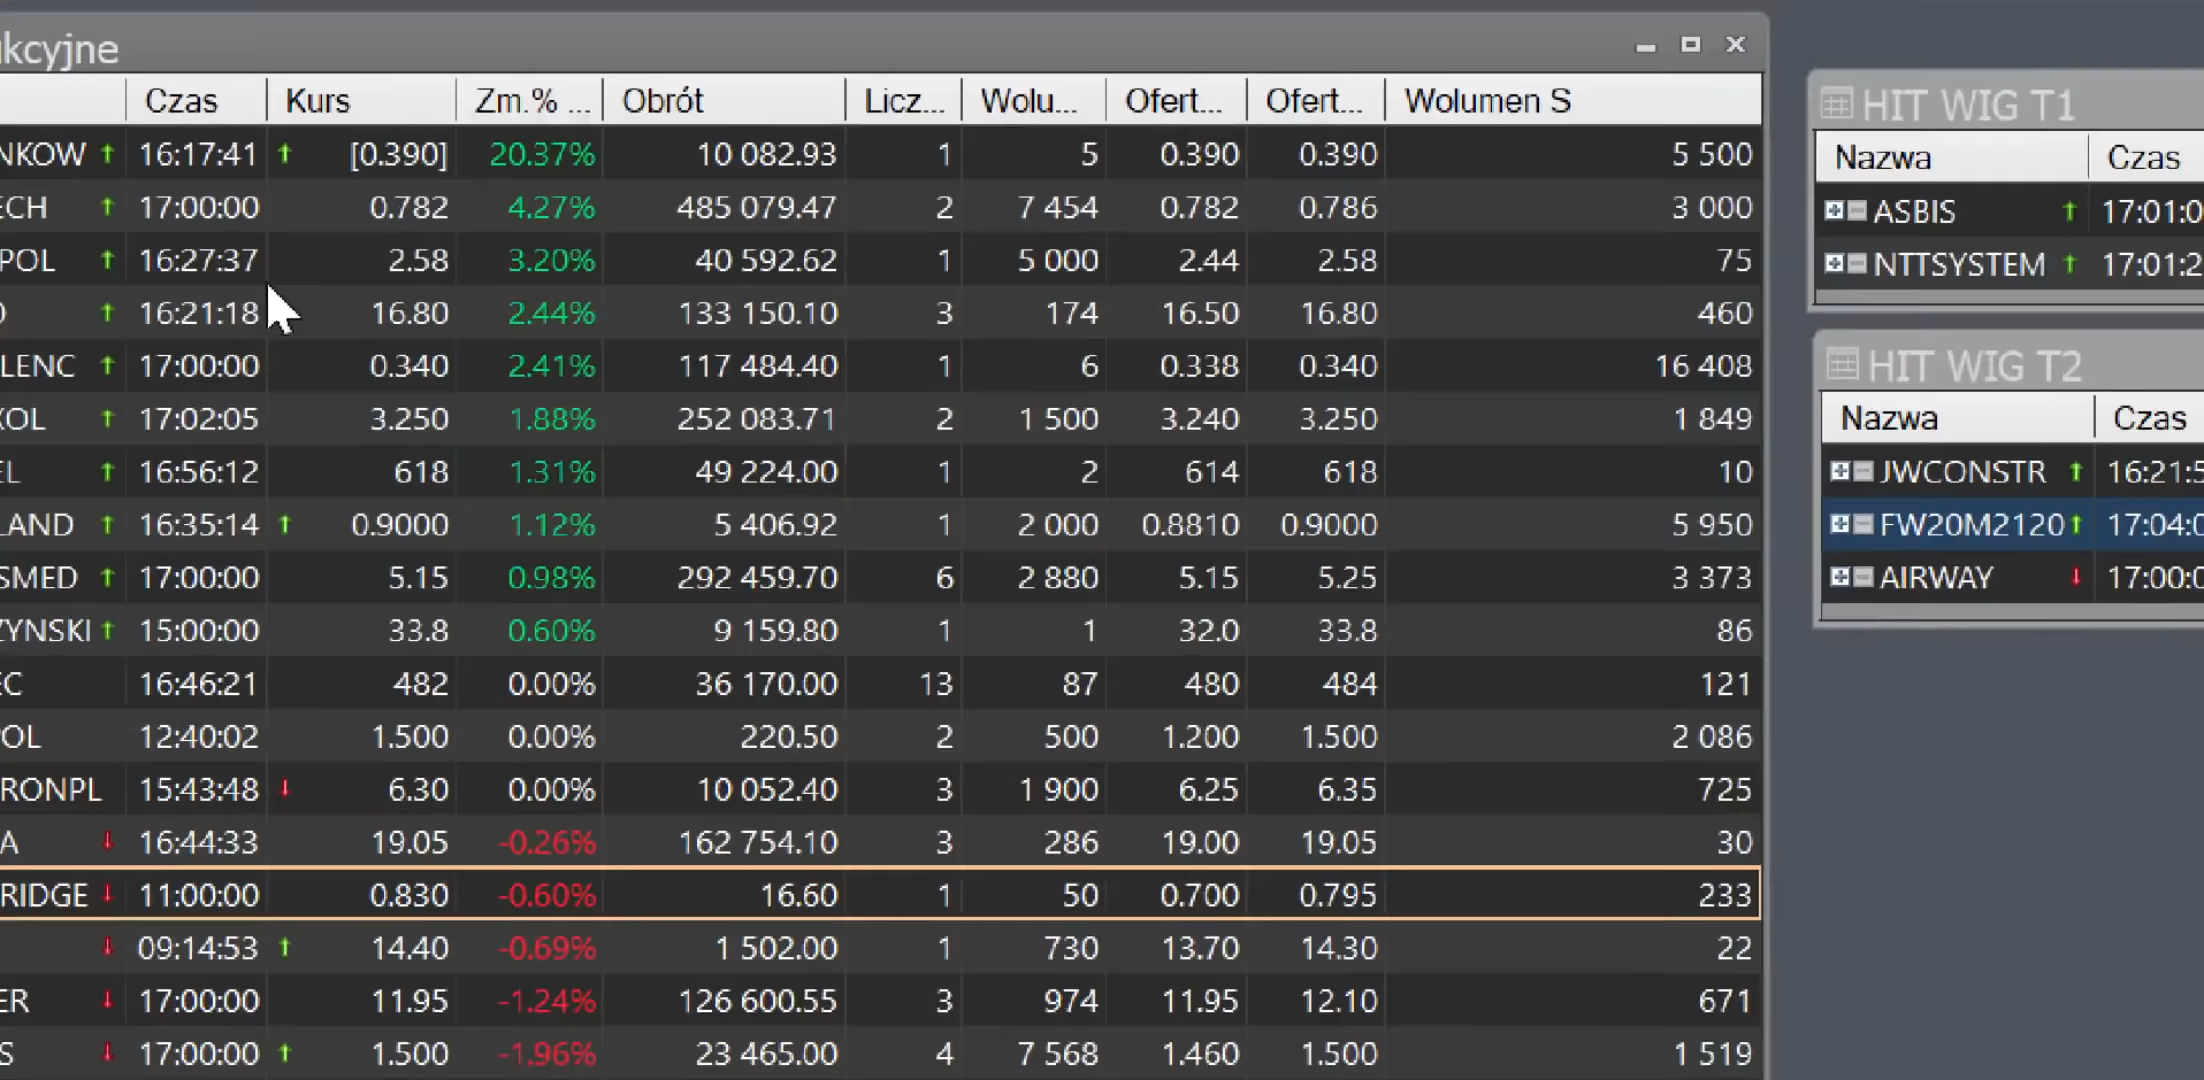 kcyjne
Czas Kurs Zm.% ... Obrót Licz... Wolu... Ofert... Ofert... Wolumen S
NKOW 16:17:41 [0.390] 20.37% 10 082.93 1 5 0.390 0.390 5 500
ECH 17:00:00 0.782 4.27% 485 079.47 2 7 454 0.782 0.786 3 000
POL 16:27:37 2.58 3.20% 40 592.62 1 5 000 2.44 2.58 75
16:21:18 16.80 2.44% 133 150.10 3 174 16.50 16.80 460
LENC 17:00:00 0.340 2.41% 117 484.40 1 6 0.338 0.340 16 408
KOL 17:02:05 3.250 1.88% 252 083.71 2 1 500 3.240 3.250 1 849
EL 16:56:12 618 1.31% 49 224.00 1 2 614 618 10
LAND 16:35:14 0.9000 1.12% 5 406.92 1 2 000 0.8810 0.9000 5 950
SMED 17:00:00 5.15 0.98% 292 459.70 6 2 880 5.15 5.25 3 373
ZYNSKI 15:00:00 33.8 0.60% 9 159.80 1 1 32.0 33.8 86
EC 16:46:21 482 0.00% 36 170.00 13 87 480 484 121
POL 12:40:02 1.500 0.00% 220.50 2 500 1.200 1.500 2 086
RONPL 15:43:48 6.30 0.00% 10 052.40 3 1 900 6.25 6.35 725
A 16:44:33 19.05 -0.26% 162 754.10 3 286 19.00 19.05 30
RIDGE 11:00:00 0.830 -0.60% 16.60 1 50 0.700 0.795 233
09:14:53 14.40 -0.69% 1 502.00 1 730 13.70 14.30 22
ER 17:00:00 11.95 -1.24% 126 600.55 3 974 11.95 12.10 671
S 17:00:00 1.500 -1.96% 23 465.00 4 7 568 1.460 1.500 1 519
HIT WIG T1
Nazwa Czas
ASBIS 17:01:0
NTTSYSTEM 17:01:2
HIT WIG T2
Nazwa Czas
JWCONSTR 16:21:5
FW20M2120 17:04:0
AIRWAY 17:00:0